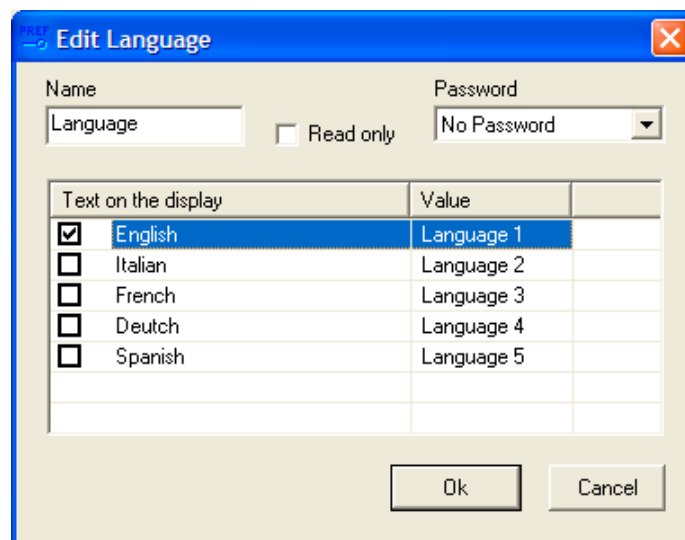 PREF
Edit Language
Name
Password
Language
Read only
No Password
Text on the display Value
English Language 1
Italian Language 2
French Language 3
Deutch Language 4
Spanish Language 5
Ok Cancel